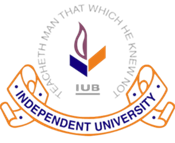 TEACHETH MAN THAT WHICH HE KNEW NOT
IUB
INDEPENDENT UNIVERSITY